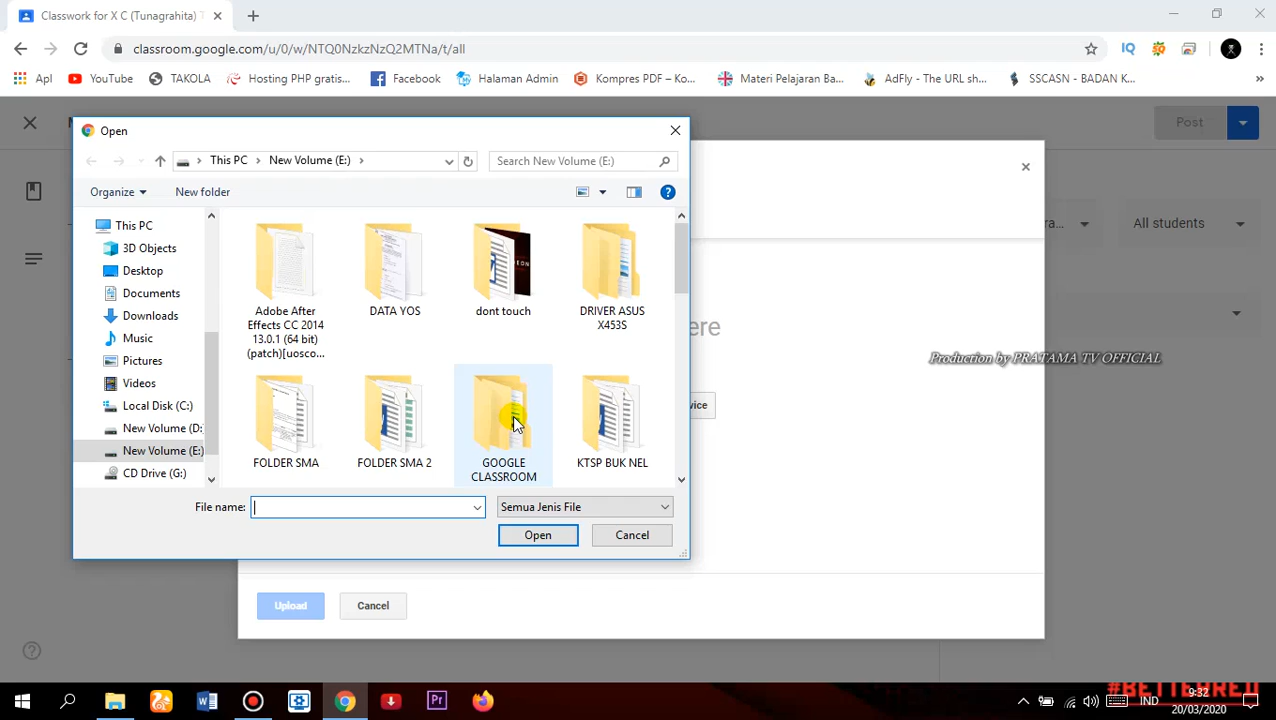 Classwork for X C (Tunagrahita) T
classroom.google.com/u/0/w/NTQ0NzkzNzQ2MTNa/t/all
Apl
YouTube
TAKOLA
Hosting PHP gratis...
Facebook
Halaman Admin
Kompres PDF – Ko...
Materi Pelajaran Ba...
AdFly - The URL sh...
SSCASN - BADAN K...
»
Post
Open
This PC > New Volume (E:) >
Search New Volume (E:)
Organize
New folder
This PC
3D Objects
Desktop
Documents
Downloads
Music
Pictures
Videos
Local Disk (C:)
New Volume (D:
New Volume (E:)
CD Drive (G:)
Adobe After
Effects CC 2014
13.0.1 (64 bit)
(patch)[uosco...
DATA YOS
dont touch
DRIVER ASUS
X453S
FOLDER SMA
FOLDER SMA 2
GOOGLE
CLASSROOM
KTSP BUK NEL
File name:
Semua Jenis File
Open
Cancel
ere
vice
ra...
All students
Production by PRATAMA TV OFFICIAL
Upload
Cancel
#BETTERRED
IND
9:32
20/03/2020